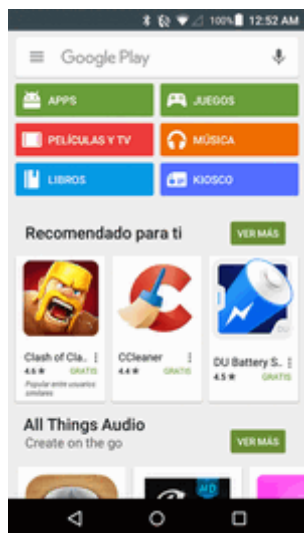 100% 12:52 AM
Google Play
APPS
JUEGOS
PELÍCULAS Y TV
MÚSICA
LIBROS
KIOSCO
Recomendado para ti
VER MÁS
Clash of Cla..
4.6 ★ GRATIS
Popular entre usuarios
similares
CCleaner
4.4 ★ GRATIS
DU Battery S..
4.5 ★ GRATIS
All Things Audio
Create on the go
VER MÁS
HD